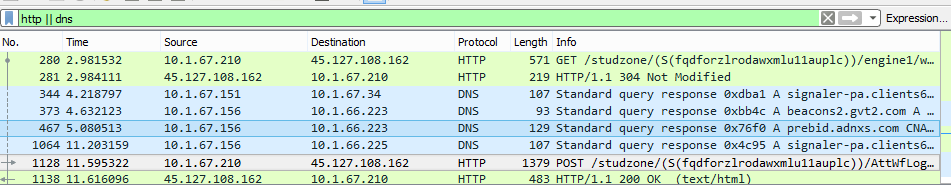 http || dns Expression...
No. Time Source Destination Protocol Length Info
280 2.981532 10.1.67.210 45.127.108.162 HTTP 571 GET /studzone/(S(fqdforzlrodawxmlu11auplc))/engine1/w…
281 2.984111 45.127.108.162 10.1.67.210 HTTP 219 HTTP/1.1 304 Not Modified
344 4.218797 10.1.67.151 10.1.67.34 DNS 107 Standard query response 0xdba1 A signaler-pa.clients6…
373 4.632123 10.1.67.156 10.1.66.223 DNS 93 Standard query response 0xbb4c A beacons2.gvt2.com A …
467 5.080513 10.1.67.156 10.1.66.223 DNS 129 Standard query response 0x76f0 A prebid.adnxs.com CNA…
1064 11.203159 10.1.67.156 10.1.66.225 DNS 107 Standard query response 0x4c95 A signaler-pa.clients6…
1128 11.595322 10.1.67.210 45.127.108.162 HTTP 1379 POST /studzone/(S(fqdforzlrodawxmlu11auplc))/AttWfLog…
1138 11.616096 45.127.108.162 10.1.67.210 HTTP 483 HTTP/1.1 200 OK (text/html)